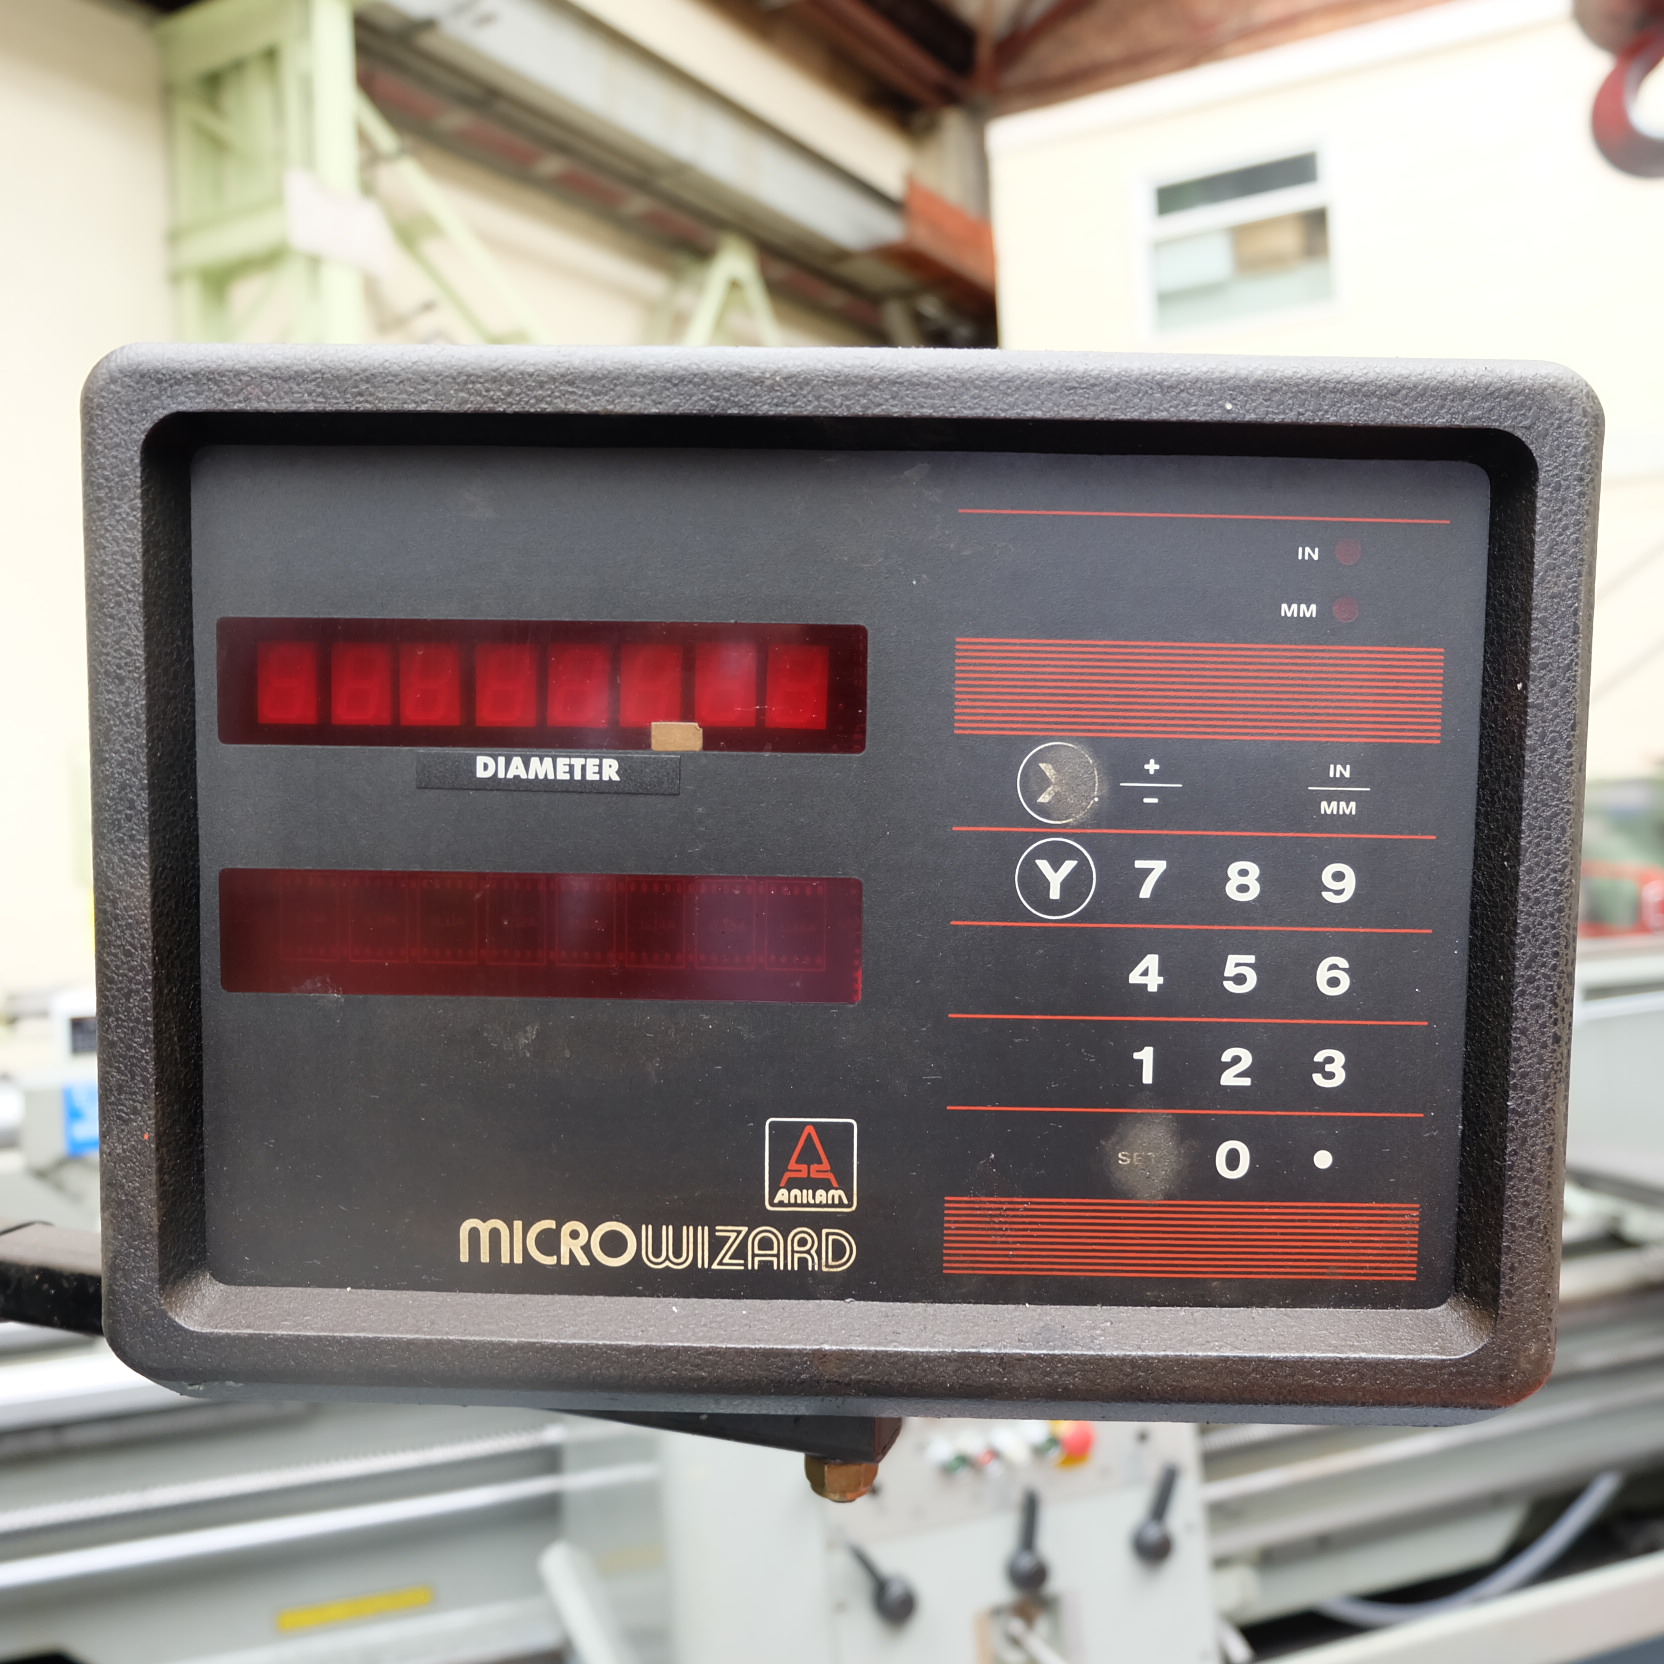 IN
MM
DIAMETER
+
-
IN
MM
Y 7 8 9
4 5 6
1 2 3
SET 0 .
ANILAM
MICROWIZARD